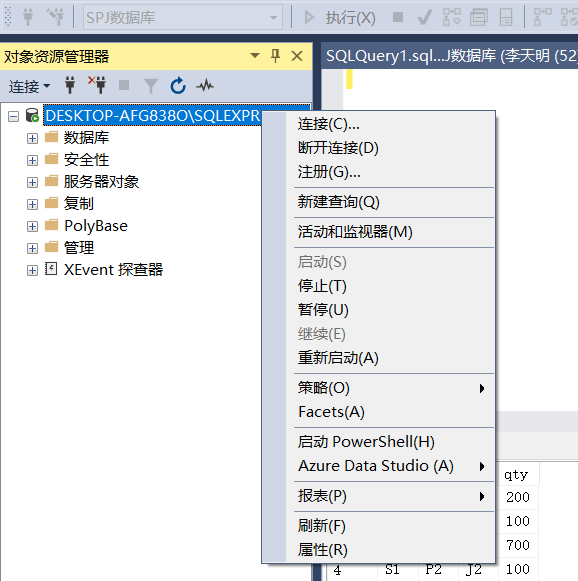 SPJ数据库
执行(X)
对象资源管理器
SQLQuery1.sql...J数据库 (李天明 (52
连接
DESKTOP-AFG838O\SQLEXPR
数据库
安全性
服务器对象
复制
PolyBase
管理
XEvent 探查器
连接(C)...
断开连接(D)
注册(G)...
新建查询(Q)
活动和监视器(M)
启动(S)
停止(T)
暂停(U)
继续(E)
重新启动(A)
策略(O)
Facets(A)
启动 PowerShell(H)
Azure Data Studio (A)
报表(P)
刷新(F)
属性(R)
qty
200
100
700
4 S1 P2 J2 100